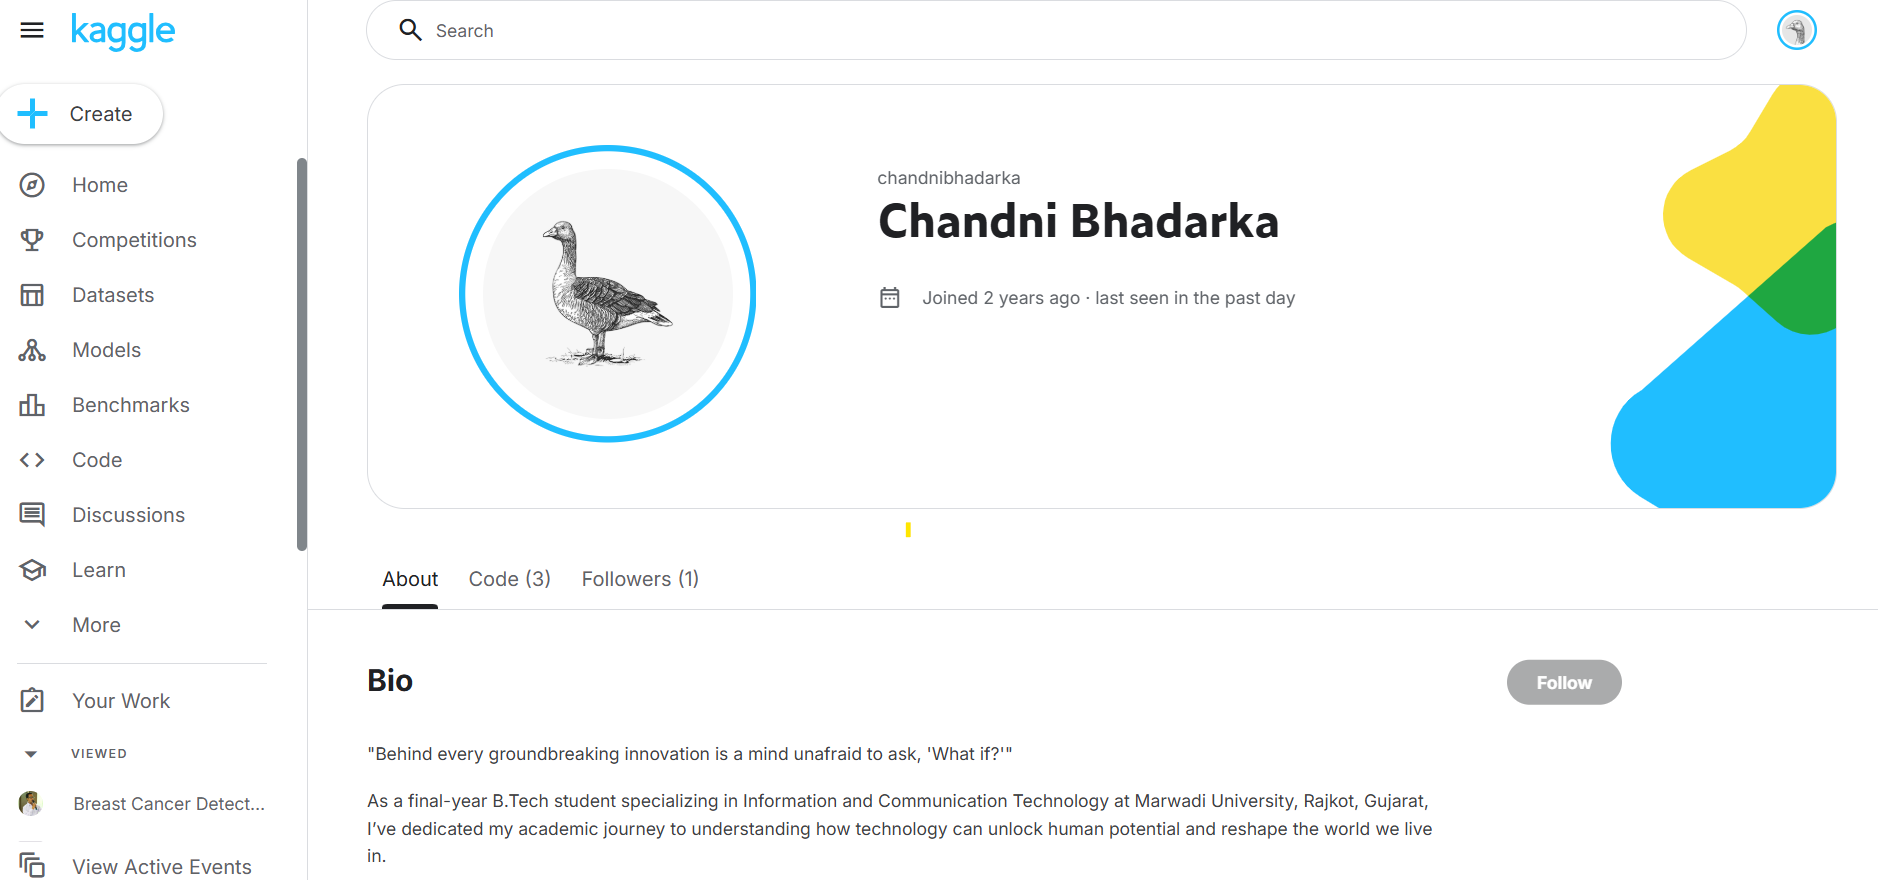 kaggle
Search
Create
Home
Competitions
Datasets
Models
Benchmarks
Code
Discussions
Learn
More
Your Work
VIEWED
Breast Cancer Detect...
View Active Events
chandnibhadarka
Chandni Bhadarka
Joined 2 years ago · last seen in the past day
About
Code (3)
Followers (1)
Bio
Follow
"Behind every groundbreaking innovation is a mind unafraid to ask, 'What if?'"
As a final-year B.Tech student specializing in Information and Communication Technology at Marwadi University, Rajkot, Gujarat,
I’ve dedicated my academic journey to understanding how technology can unlock human potential and reshape the world we live
in.